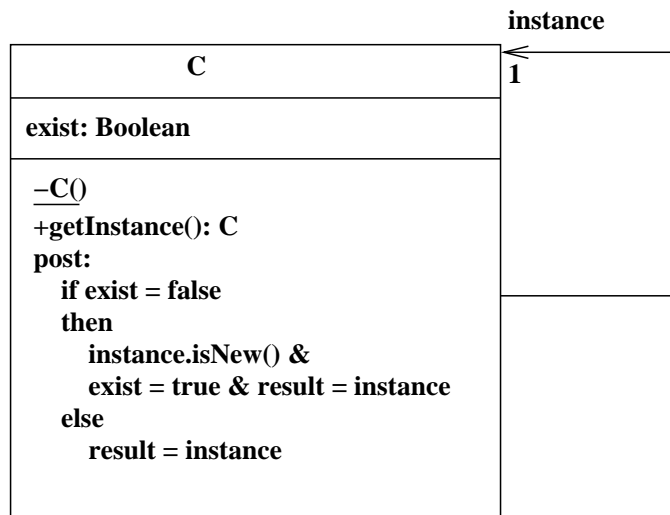 instance
1
C
exist: Boolean
–C()
+getInstance(): C
post:
if exist = false
then
instance.isNew() &
exist = true & result = instance
else
result = instance